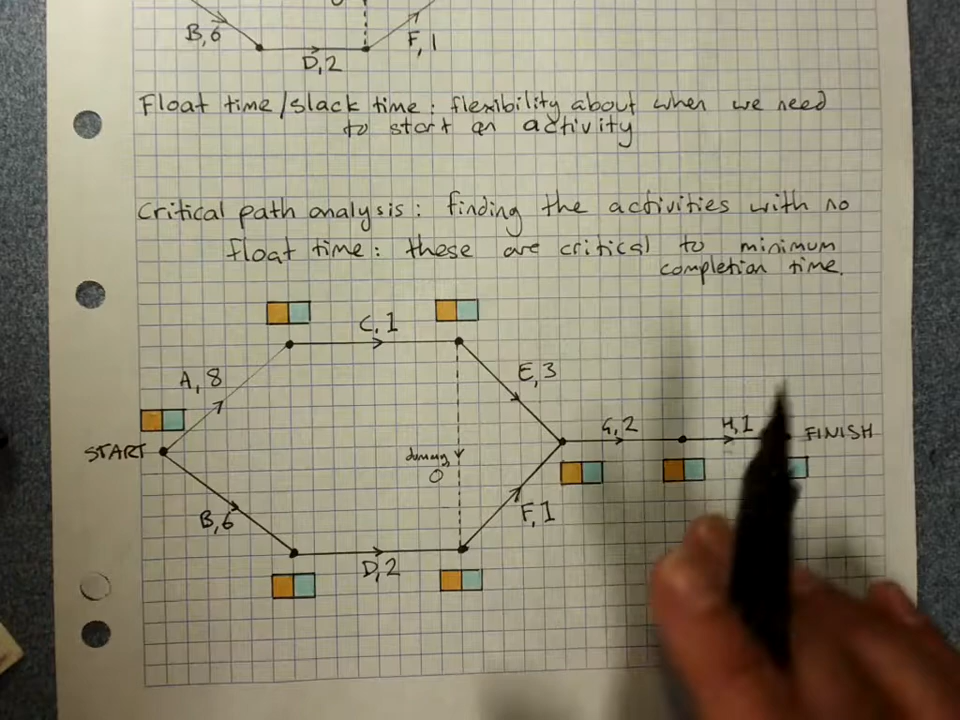 B,6
D,2
F,1
Float time/slack time: flexibility about when we need
to start an activity
Critical path analysis: finding the activities with no
float time: these are critical to minimum
completion time.
C,1
A,8
E,3
START
dummy,
0
G,2
H,1
FINISH
B,6
F,1
D,2